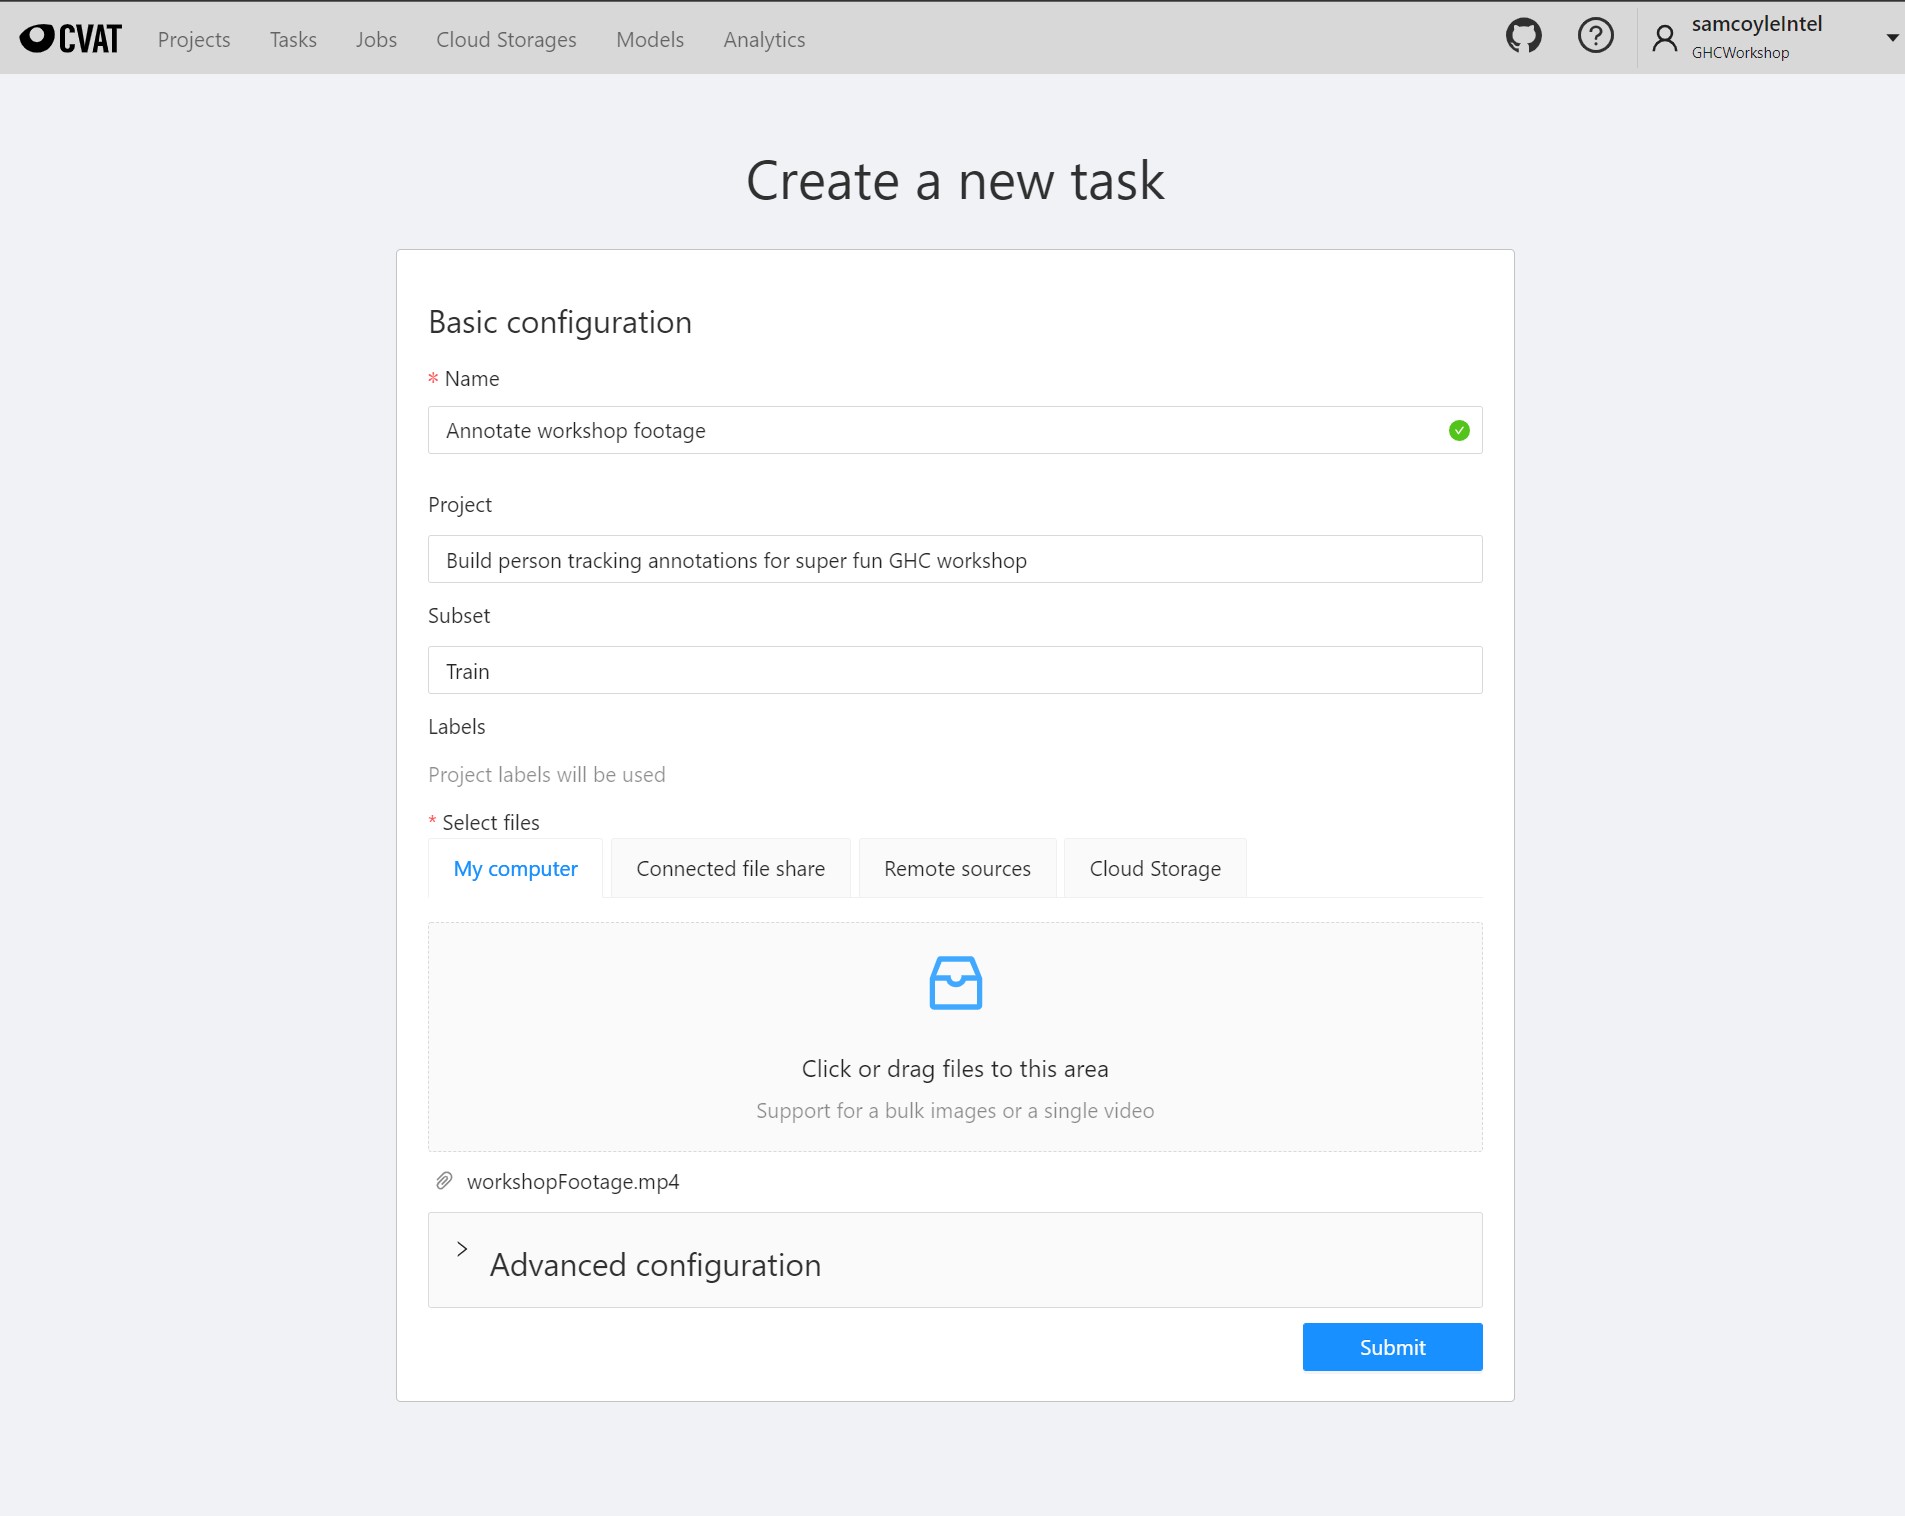 CVAT Projects Tasks Jobs Cloud Storages Models Analytics samcoyleIntel
GHCWorkshop
Create a new task
Basic configuration
* Name
Annotate workshop footage
Project
Build person tracking annotations for super fun GHC workshop
Subset
Train
Labels
Project labels will be used
* Select files
My computer Connected file share Remote sources Cloud Storage
Click or drag files to this area
Support for a bulk images or a single video
workshopFootage.mp4
Advanced configuration
Submit